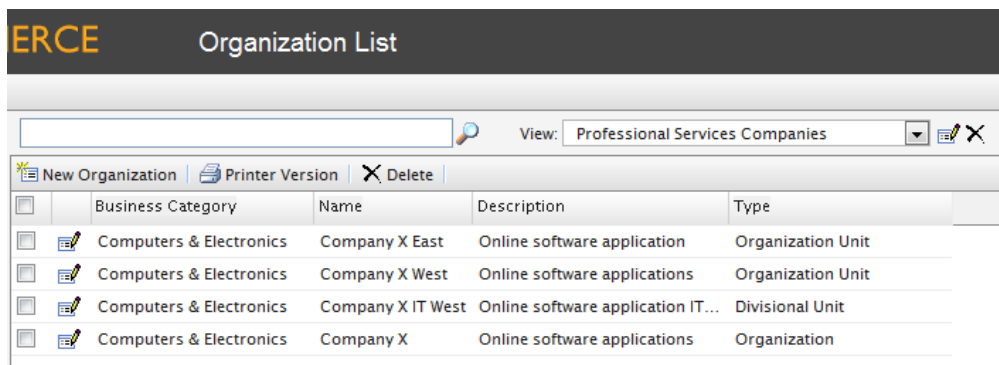 IERCE Organization List
View: Professional Services Companies
New Organization Printer Version Delete
Business Category Name Description Type
Computers & Electronics Company X East Online software application Organization Unit
Computers & Electronics Company X West Online software applications Organization Unit
Computers & Electronics Company X IT West Online software application IT... Divisional Unit
Computers & Electronics Company X Online software applications Organization